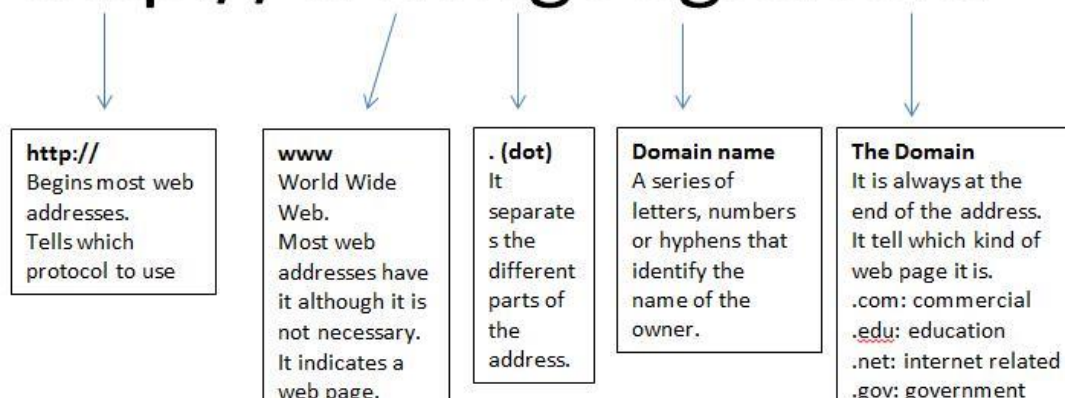 http://
Begins most web
addresses.
Tells which
protocol to use
www
World Wide
Web.
Most web
addresses have
it although it is
not necessary.
It indicates a
web page.
. (dot)
It
separate
s the
different
parts of
the
address.
Domain name
A series of
letters, numbers
or hyphens that
identify the
name of the
owner.
The Domain
It is always at the
end of the address.
It tell which kind of
web page it is.
.com: commercial
.edu: education
.net: internet related
.gov: government